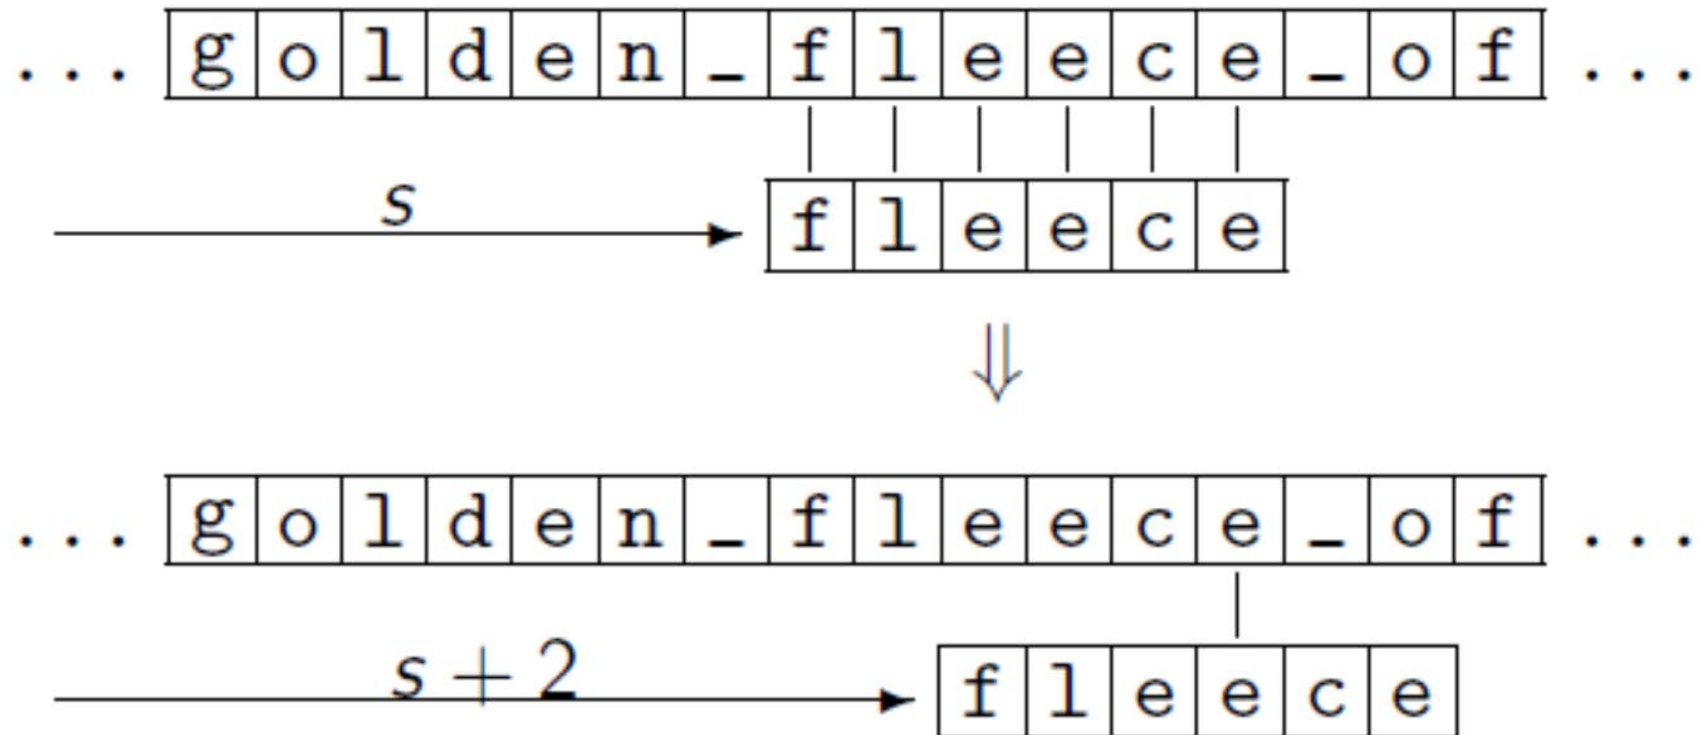 ... golden_fleece_of ...
s fleece
⇓
... golden_fleece_of ...
s + 2 fleece